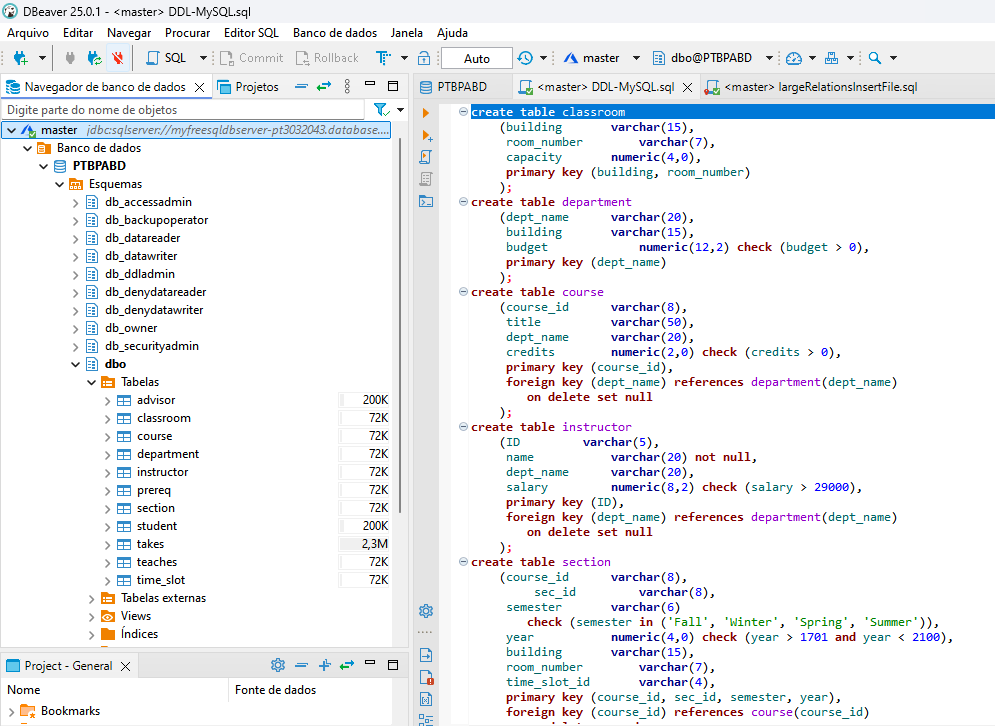 DBeaver 25.0.1 - <master> DDL-MySQL.sql
Arquivo Editar Navegar Procurar Editor SQL Banco de dados Janela Ajuda
SQL Commit Rollback Auto master dbo@PTBPABD
Navegador de banco de dados Projetos
PTBPABD <master> DDL-MySQL.sql <master> largeRelationsInsertFile.sql
Digite parte do nome de objetos
master jdbc:sqlserver://myfreesqldbserver-pt3032043.database....
Banco de dados
PTBPABD
Esquemas
db_accessadmin
db_backupoperator
db_datareader
db_datawriter
db_ddladmin
db_denydatareader
db_denydatawriter
db_owner
db_securityadmin
dbo
Tabelas
advisor 200K
classroom 72K
course 72K
department 72K
instructor 72K
prereq 72K
section 72K
student 200K
takes 2,3M
teaches 72K
time_slot 72K
Tabelas externas
Views
Índices
Project - General
Nome Fonte de dados
Bookmarks
create table classroom
(building varchar(15),
room_number varchar(7),
capacity numeric(4,0),
primary key (building, room_number)
);
create table department
(dept_name varchar(20),
building varchar(15),
budget numeric(12,2) check (budget > 0),
primary key (dept_name)
);
create table course
(course_id varchar(8),
title varchar(50),
dept_name varchar(20),
credits numeric(2,0) check (credits > 0),
primary key (course_id),
foreign key (dept_name) references department(dept_name)
on delete set null
);
create table instructor
(ID varchar(5),
name varchar(20) not null,
dept_name varchar(20),
salary numeric(8,2) check (salary > 29000),
primary key (ID),
foreign key (dept_name) references department(dept_name)
on delete set null
);
create table section
(course_id varchar(8),
sec_id varchar(8),
semester varchar(6)
check (semester in ('Fall', 'Winter', 'Spring', 'Summer')),
year numeric(4,0) check (year > 1701 and year < 2100),
building varchar(15),
room_number varchar(7),
time_slot_id varchar(4),
primary key (course_id, sec_id, semester, year),
foreign key (course_id) references course(course_id)